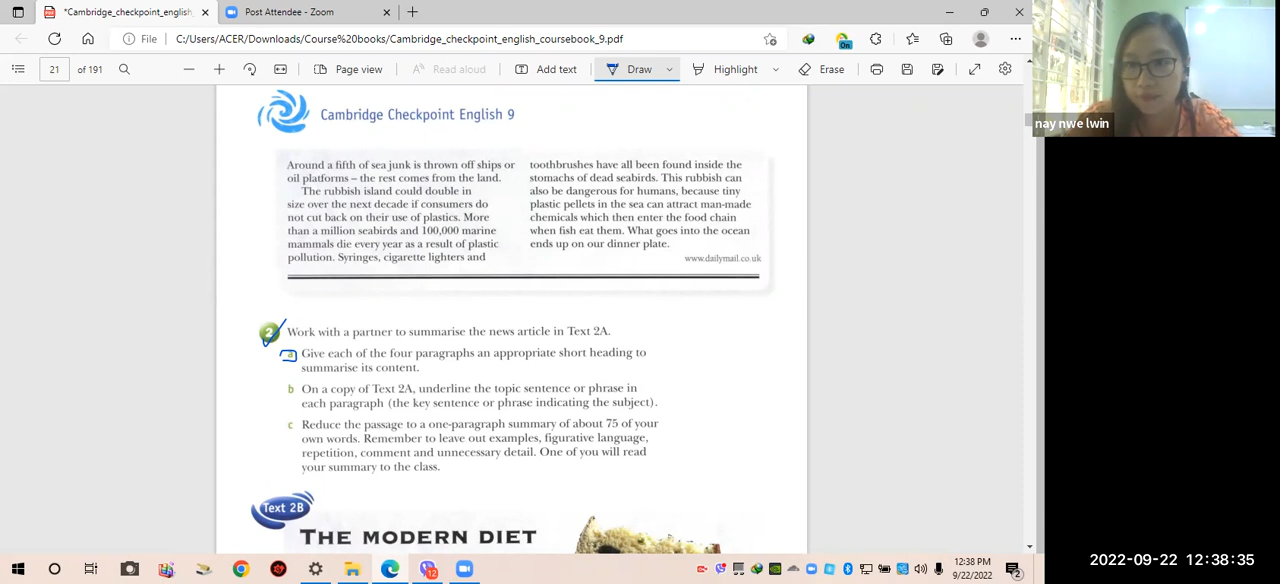 *Cambridge_checkpoint_english_
Post Attendee - Zoom
File
C:/Users/ACER/Downloads/Course%20books/Cambridge_checkpoint_english_coursebook_9.pdf
On
21
of 191
Page view
Read aloud
Add text
Draw
Highlight
Erase
nay nwe lwin
Cambridge Checkpoint English 9
Around a fifth of sea junk is thrown off ships or
oil platforms – the rest comes from the land.
The rubbish island could double in
size over the next decade if consumers do
not cut back on their use of plastics. More
than a million seabirds and 100,000 marine
mammals die every year as a result of plastic
pollution. Syringes, cigarette lighters and
toothbrushes have all been found inside the
stomachs of dead seabirds. This rubbish can
also be dangerous for humans, because tiny
plastic pellets in the sea can attract man-made
chemicals which then enter the food chain
when fish eat them. What goes into the ocean
ends up on our dinner plate.
www.dailymail.co.uk
2 Work with a partner to summarise the news article in Text 2A.
a Give each of the four paragraphs an appropriate short heading to
summarise its content.
b On a copy of Text 2A, underline the topic sentence or phrase in
each paragraph (the key sentence or phrase indicating the subject).
c Reduce the passage to a one-paragraph summary of about 75 of your
own words. Remember to leave out examples, figurative language,
repetition, comment and unnecessary detail. One of you will read
your summary to the class.
Text 2B
THE MODERN DIET
12
12:38 PM
9/22/2022
2
2022-09-22 12:38:35